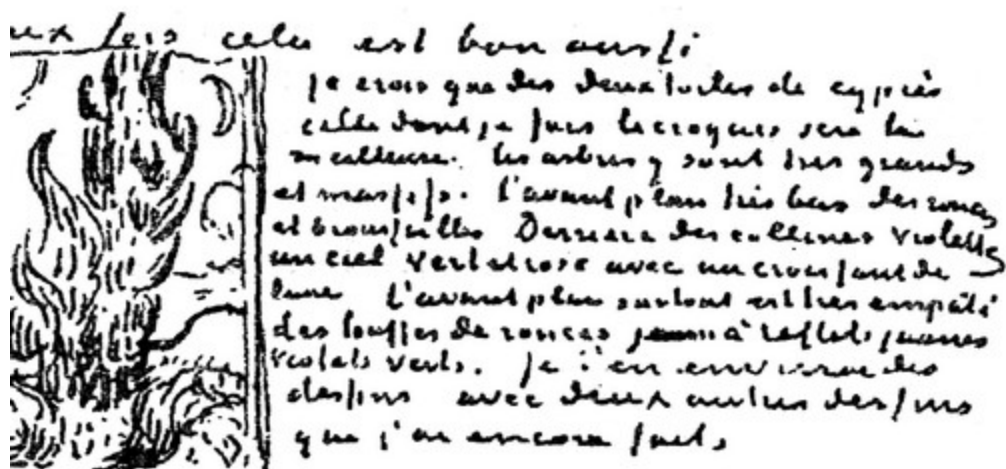 eux fois cela est bon aussi
Je crois que des deux toiles de cyprès
celle dont je fais le croquis sera la
meilleure. les arbres y sont très grands
et massifs. l'avant plan très bas des ronces
et broussailles Derrière des collines violettes
un ciel vert et rose avec un croissant de
lune L'avant plan surtout est très empâté
des touffes de ronces à reflets jaunes
violets verts. Je t'en enverrai des
dessins avec deux autres dessins
que j'ai encore faits